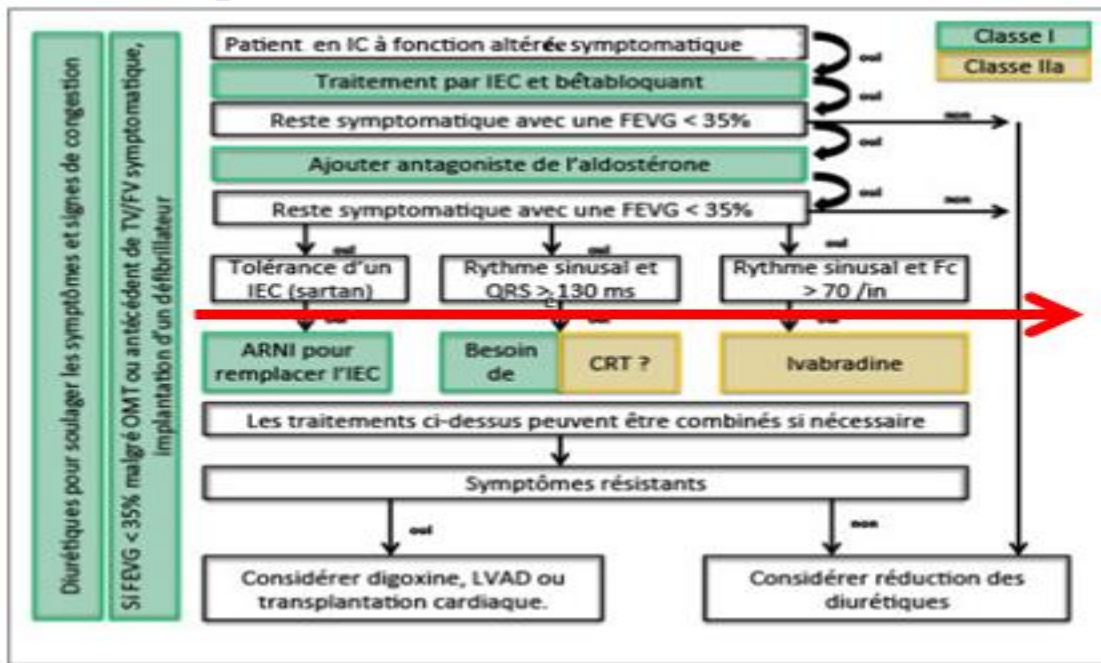 Diurétiques pour soulager les symptômes et signes de congestion
Si FEVG < 35% malgré OMT ou antécédent de TV/FV symptomatique,
implantation d'un défibrillateur
Patient en IC à fonction altérée symptomatique
Classe I
Classe IIa
oui
Traitement par IEC et bêtabloquant
oui
Reste symptomatique avec une FEVG < 35%
non
oui
Ajouter antagoniste de l'aldostérone
oui
Reste symptomatique avec une FEVG < 35%
non
oui
oui
oui
Tolérance d'un
IEC (sartan)
Rythme sinusal et
QRS > 130 ms
Rythme sinusal et Fc
> 70 /in
oui
oui
oui
ARNI pour
remplacer l'IEC
Besoin
de
CRT ?
Ivabradine
Les traitements ci-dessus peuvent être combinés si nécessaire
Symptômes résistants
oui
non
Considérer digoxine, LVAD ou
transplantation cardiaque.
Considérer réduction des
diurétiques